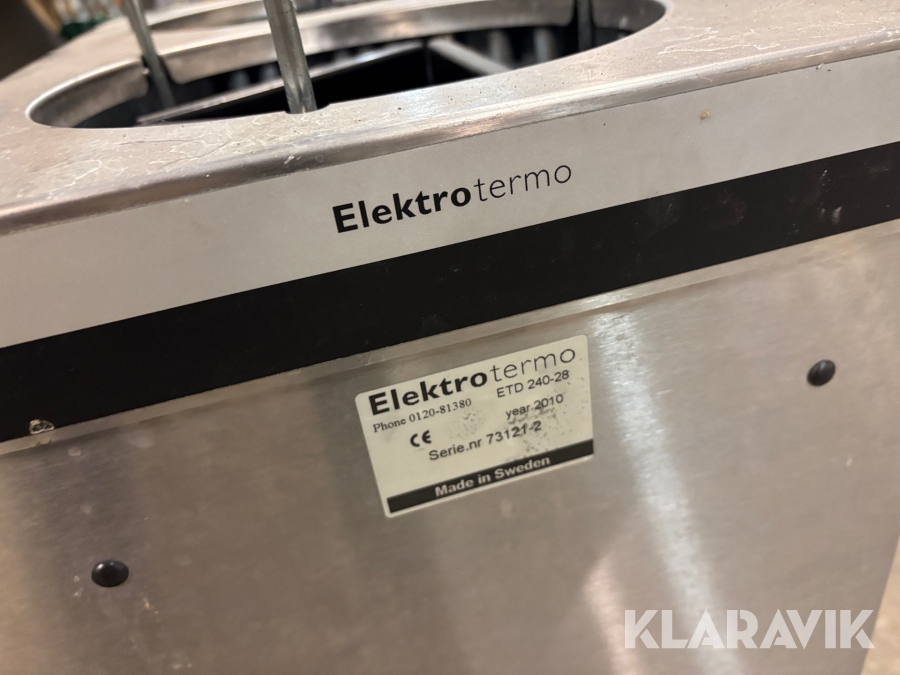 Elektrotermo
Elektrotermo
Phone 0120-81380 ETD 240-28
year 2010
CE
Serie.nr 73121-2
Made in Sweden
KLARAVIK